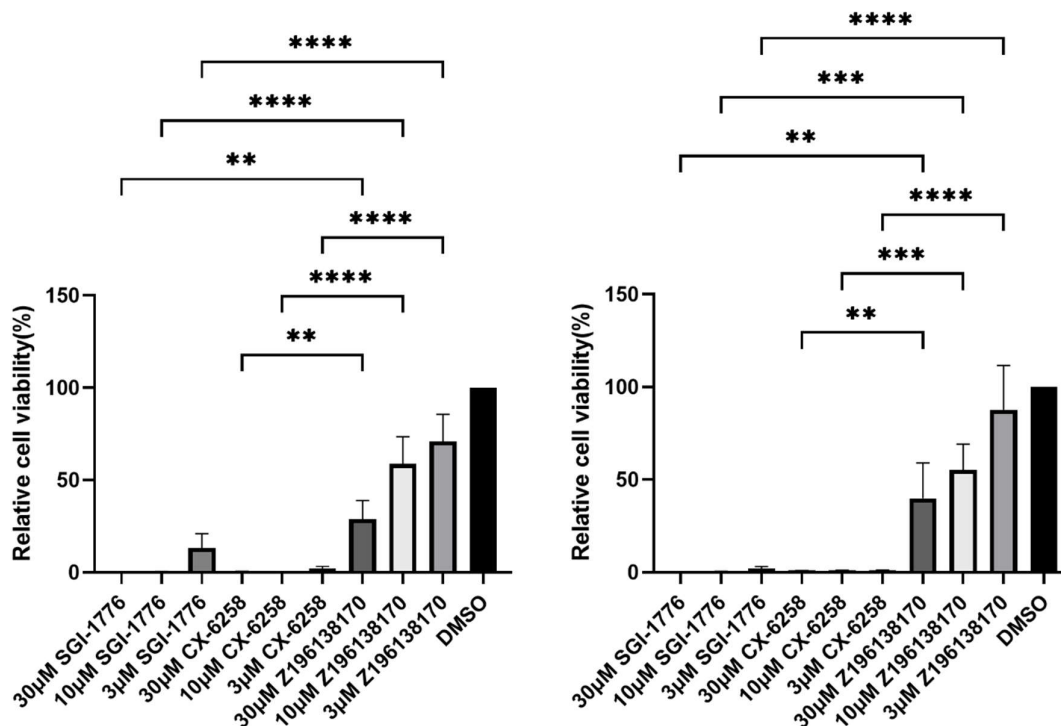 ****
****
**
****
****
**
Relative cell viability(%)
150
100
50
0
30μM SGI-1776
10μM SGI-1776
3μM SGI-1776
30μM CX-6258
10μM CX-6258
3μM CX-6258
30μM Z196138170
10μM Z196138170
3μM Z196138170
DMSO
****
***
**
****
***
**
Relative cell viability(%)
150
100
50
0
30μM SGI-1776
10μM SGI-1776
3μM SGI-1776
30μM CX-6258
10μM CX-6258
3μM CX-6258
30μM Z196138170
10μM Z196138170
3μM Z196138170
DMSO